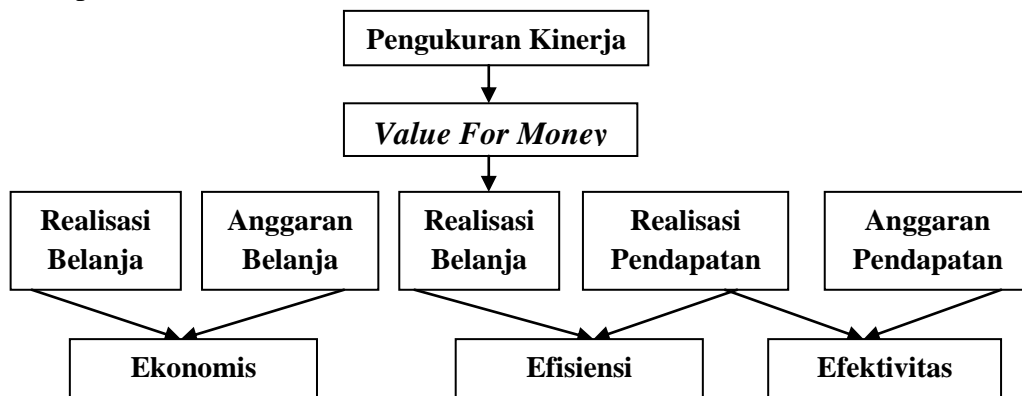 Pengukuran Kinerja
Value For Money
Realisasi
Belanja
Anggaran
Belanja
Realisasi
Belanja
Realisasi
Pendapatan
Anggaran
Pendapatan
Ekonomis
Efisiensi
Efektivitas